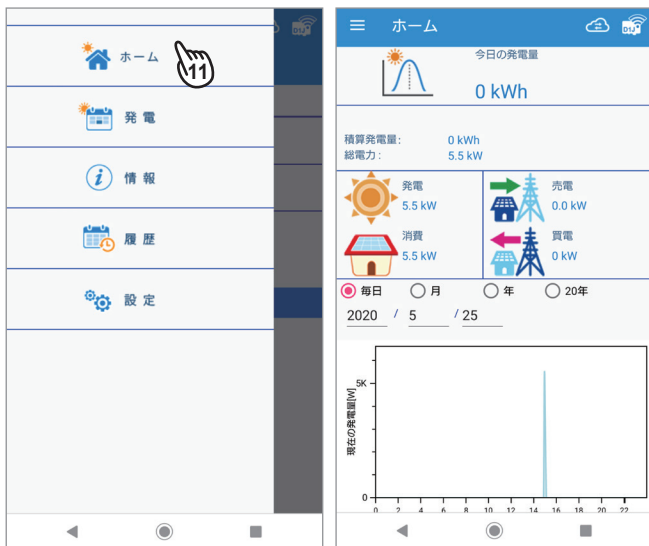 ホーム
11
発電
情報
履歴
設定
ホーム
D1J
今日の発電量
0 kWh
積算発電量: 0 kWh
総電力: 5.5 kW
発電
5.5 kW
売電
0.0 kW
消費
5.5 kW
買電
0 kW
毎日 月 年 20年
2020 / 5 / 25
現在の発電量[W]
5K
0
0 2 4 6 8 10 12 14 16 18 20 22